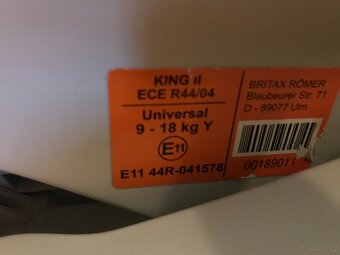 KING II
ECE R44/04
Universal
9 - 18 kg Y
E11
E11 44R-041578
BRITAX RÖMER
Blaubeurer Str. 71
D - 89077 Ulm
00189011